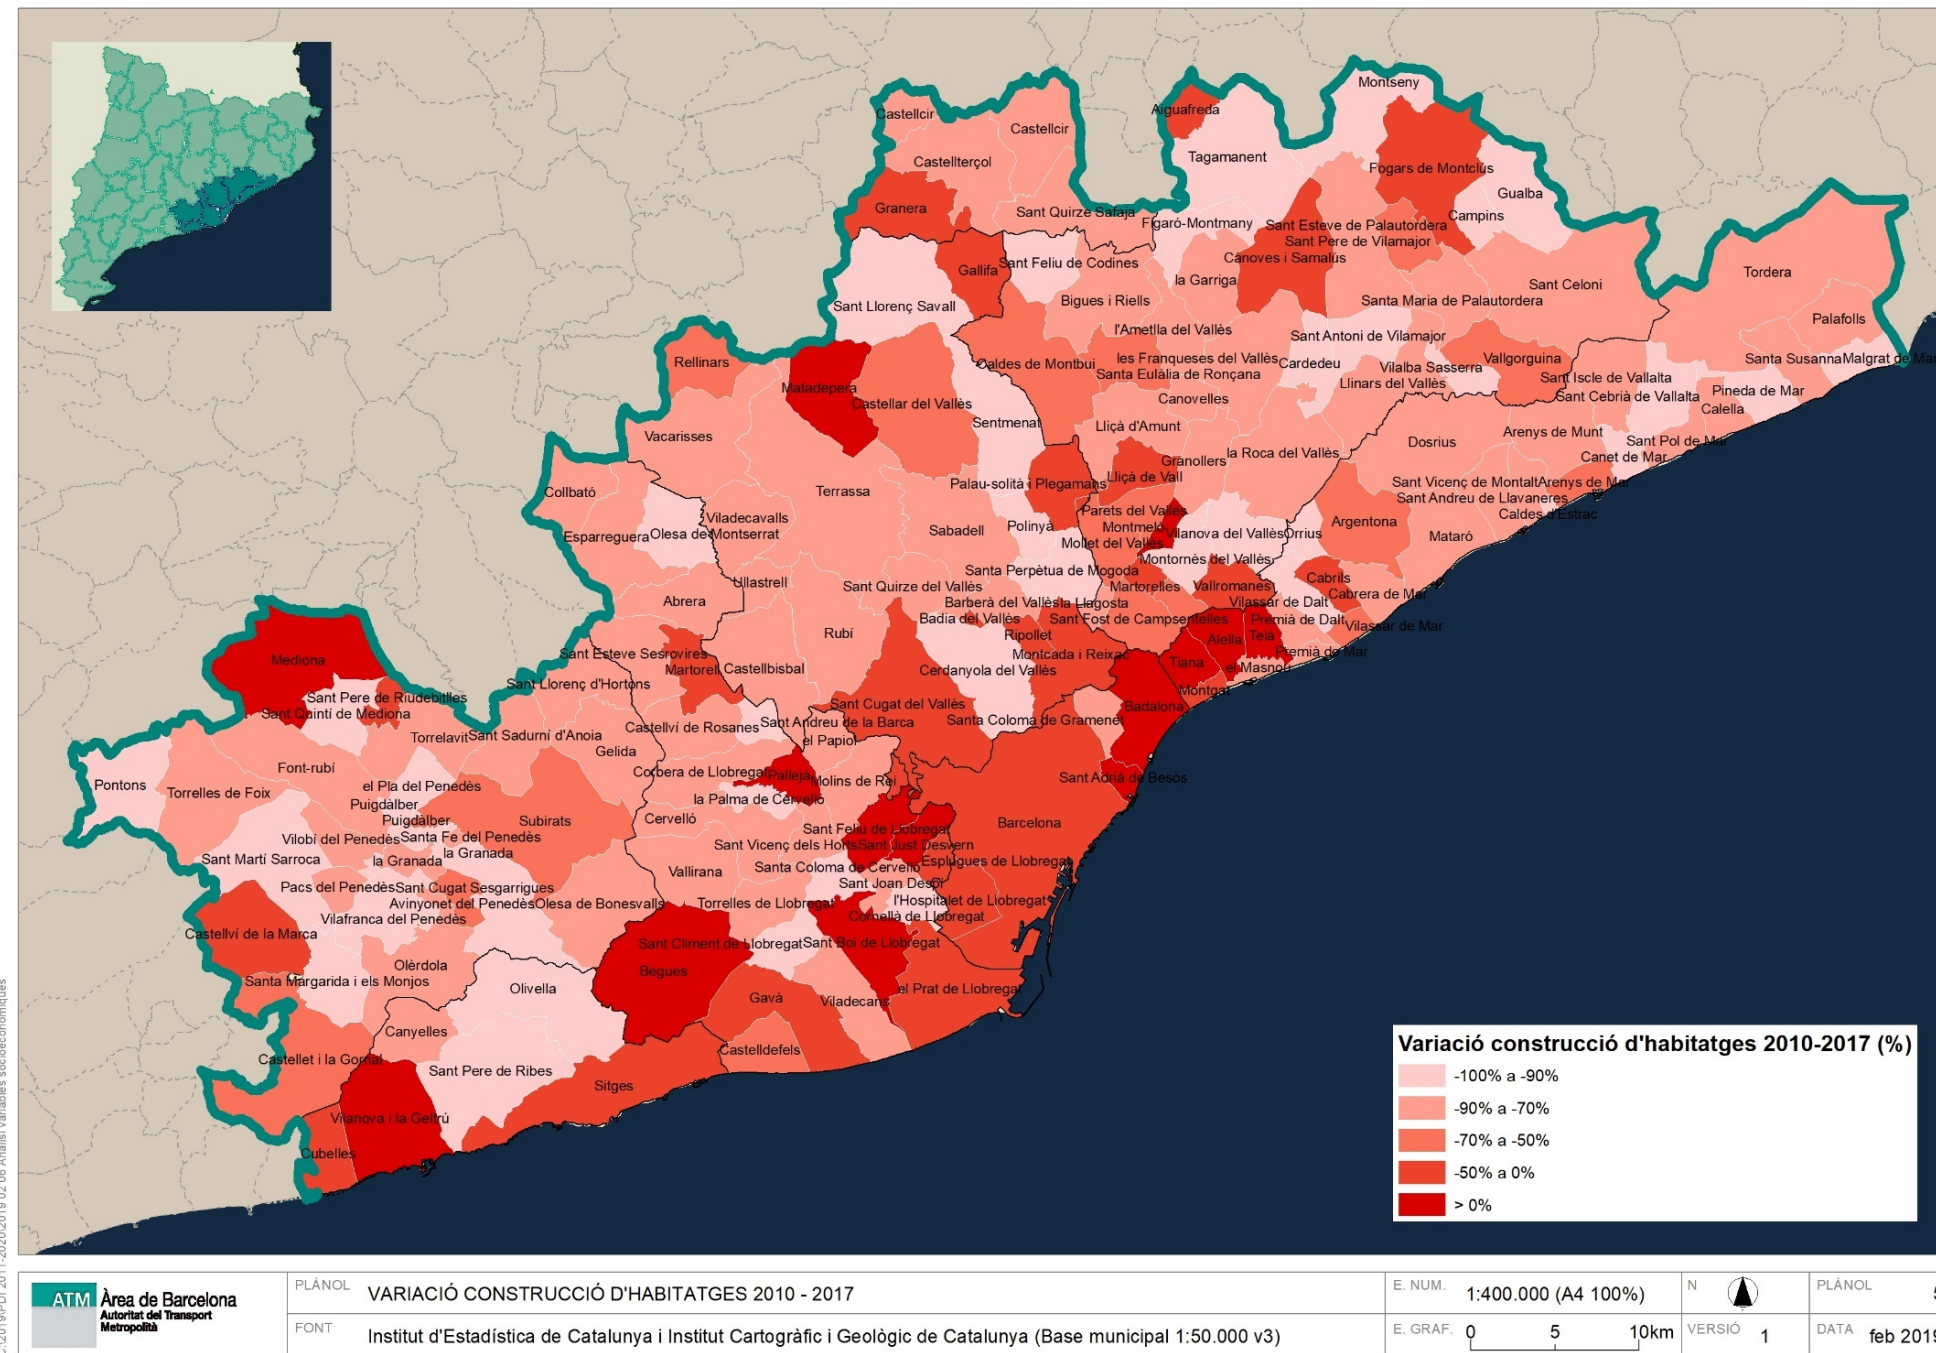 Montseny
Castellcir
Castellcir
Aiguafreda
Castellterçol
Tagamanent
Fogars de Montclús
Gualba
Granera
Sant Quirze Safaja
Figaró-Montmany
Sant Esteve de Palautordera
Campins
Sant Pere de Vilamajor
Cànoves i Samalús
Gallifa
Sant Feliu de Codines
Tordera
la Garriga
Sant Celoni
Sant Llorenç Savall
Bigues i Riells
Santa Maria de Palautordera
Palafolls
l'Ametlla del Vallès
Sant Antoni de Vilamajor
Rellinars
Caldes de Montbui
les Franqueses del Vallès
Cardedeu
Vilalba Sasserra
Vallgorguina
Santa Susanna
Malgrat de Mar
Santa Eulàlia de Ronçana
Llinars del Vallès
Sant Iscle de Vallalta
Matadepera
Castellar del Vallès
Canovelles
Sant Cebrià de Vallalta
Pineda de Mar
Calella
Sentmenat
Lliçà d'Amunt
Arenys de Munt
Vacarisses
Dosrius
Sant Pol de Mar
la Roca del Vallès
Canet de Mar
Granollers
Collbató
Terrassa
Palau-solità i Plegamans
Lliçà de Vall
Sant Vicenç de Montalt
Arenys de Mar
Sant Andreu de Llavaneres
Caldes d'Estrac
Viladecavalls
Parets del Vallès
Argentona
Esparreguera
Olesa de Montserrat
Sabadell
Polinyà
Montmeló
Vilanova del Vallès
Òrrius
Mataró
Mollet del Vallès
Montornès del Vallès
Santa Perpètua de Mogoda
Ullastrell
Sant Quirze del Vallès
Martorelles
Vallromanes
Cabrils
Cabrera de Mar
Abrera
Barberà del Vallès
la Llagosta
Vilassar de Dalt
Badia del Vallès
Sant Fost de Campsentelles
Premià de Dalt
Vilassar de Mar
Rubí
Ripollet
Alella
Teià
Mediona
Sant Esteve Sesrovires
Montcada i Reixac
Premià de Mar
Martorell
Castellbisbal
Cerdanyola del Vallès
Tiana
el Masnou
Sant Llorenç d'Hortons
Montgat
Sant Pere de Riudebitlles
Sant Cugat del Vallès
Badalona
Sant Quintí de Mediona
Castellví de Rosanes
Sant Andreu de la Barca
Santa Coloma de Gramenet
Torrelavit
Sant Sadurní d'Anoia
el Papiol
Gelida
Font-rubí
Corbera de Llobregat
Pallejà
Molins de Rei
Sant Adrià de Besòs
Pontons
Torrelles de Foix
el Pla del Penedès
la Palma de Cervelló
Puigdàlber
Puigdàlber
Subirats
Cervelló
Sant Feliu de Llobregat
Barcelona
Vilobí del Penedès
Santa Fe del Penedès
Sant Vicenç dels Horts
Sant Just Desvern
Sant Martí Sarroca
la Granada
la Granada
Esplugues de Llobregat
Vallirana
Santa Coloma de Cervelló
Pacs del Penedès
Sant Cugat Sesgarrigues
Sant Joan Despí
Avinyonet del Penedès
Olesa de Bonesvalls
Torrelles de Llobregat
l'Hospitalet de Llobregat
Vilafranca del Penedès
Cornellà de Llobregat
Castellví de la Marca
Sant Climent de Llobregat
Sant Boi de Llobregat
Olèrdola
Begues
Santa Margarida i els Monjos
Olivella
el Prat de Llobregat
Gavà
Viladecans
Canyelles
Castelldefels
Castellet i la Gornal
Sant Pere de Ribes
Sitges
Vilanova i la Geltrú
Cubelles
Variació construcció d'habitatges 2010-2017 (%)
-100% a -90%
-90% a -70%
-70% a -50%
-50% a 0%
> 0%
ATM Àrea de Barcelona
Autoritat del Transport
Metropolità
PLÀNOL VARIACIÓ CONSTRUCCIÓ D'HABITATGES 2010 - 2017
FONT Institut d'Estadística de Catalunya i Institut Cartogràfic i Geològic de Catalunya (Base municipal 1:50.000 v3)
E. NUM. 1:400.000 (A4 100%)
E. GRAF. 0 5 10km
N
VERSIÓ 1
PLÀNOL 5
DATA feb 2019